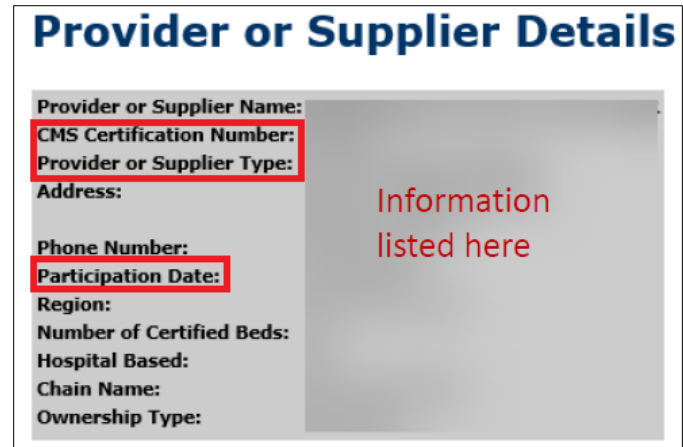 Provider or Supplier Details
Provider or Supplier Name:
CMS Certification Number:
Provider or Supplier Type:
Address:
Information
listed here
Phone Number:
Participation Date:
Region:
Number of Certified Beds:
Hospital Based:
Chain Name:
Ownership Type: